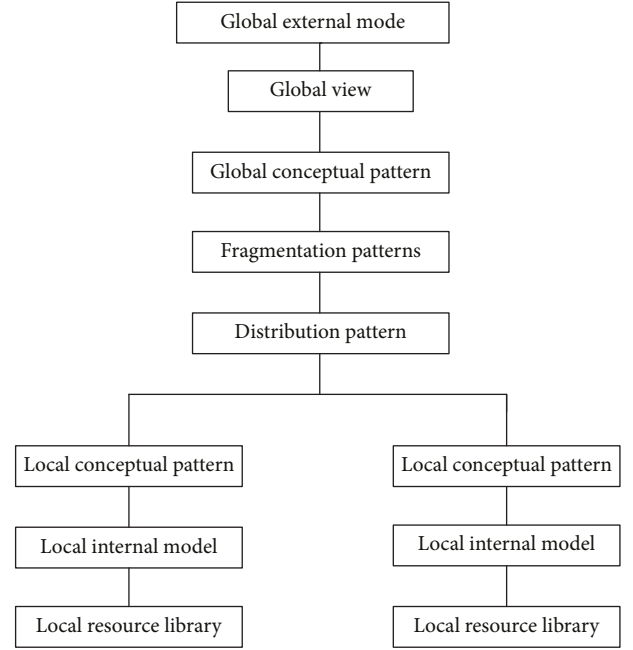 Global external mode
Global view
Global conceptual pattern
Fragmentation patterns
Distribution pattern
Local conceptual pattern
Local conceptual pattern
Local internal model
Local internal model
Local resource library
Local resource library